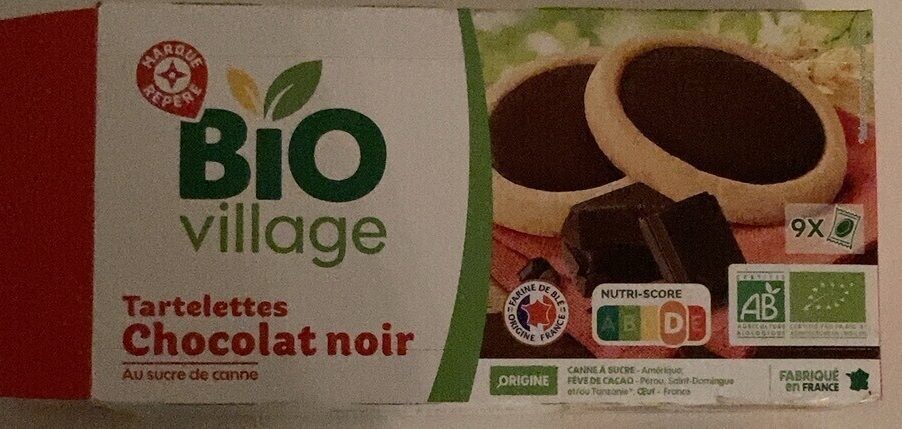 MARQUE
REPÈRE
BiO
village
Tartelettes
Chocolat noir
Au sucre de canne
9X
FARINE DE BLÉ
ORIGINE FRANCE
NUTRI-SCORE
A B C D E
CERTIFIÉ
AB
AGRICULTURE
BIOLOGIQUE
ORIGINE
CANNE À SUCRE - Amérique,
FÈVE DE CACAO - Pérou, Saint-Domingue
et/ou Tanzanie*, Œuf - France
FABRIQUÉ
en FRANCE